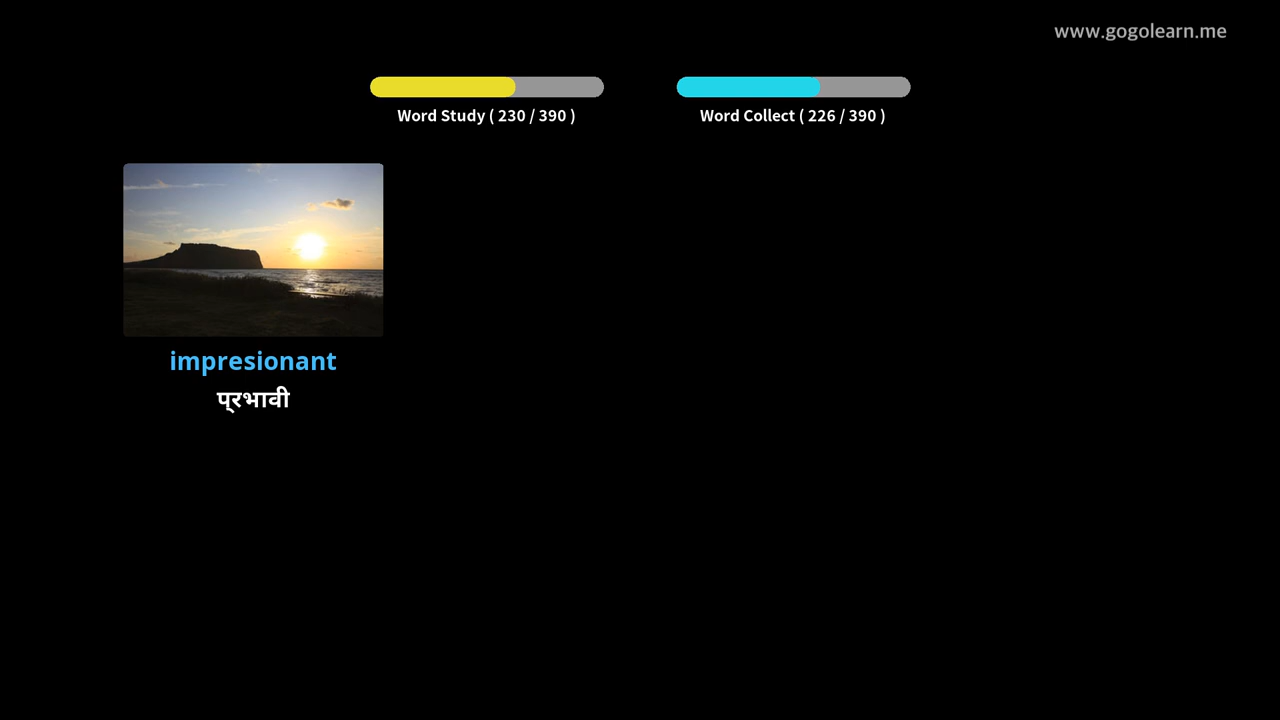 www.gogolearn.me
Word Study ( 230 / 390 )
Word Collect ( 226 / 390 )
impresionant
प्रभावी